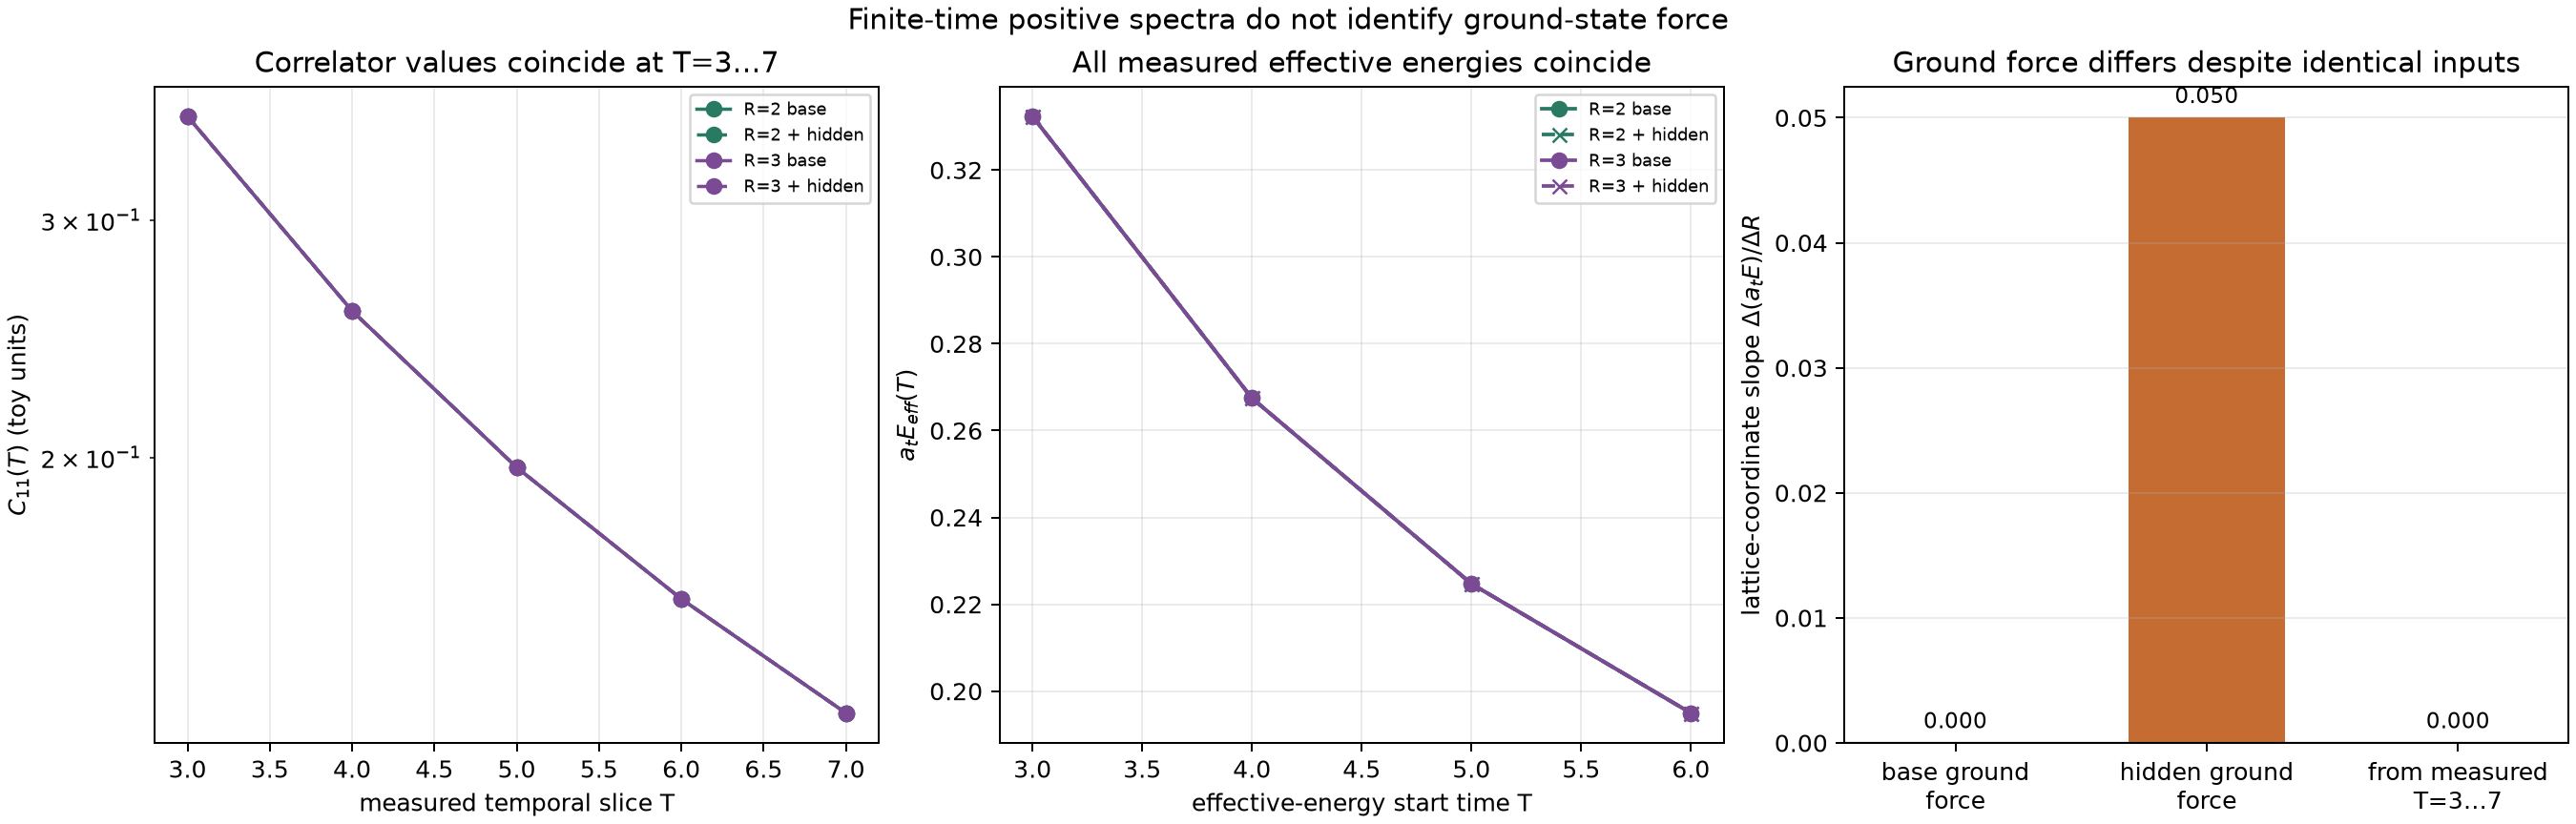 Finite-time positive spectra do not identify ground-state force
Correlator values coincide at T=3…7
C₁₁(T) (toy units)
3 × 10⁻¹
2 × 10⁻¹
R=2 base
R=2 + hidden
R=3 base
R=3 + hidden
3.0 3.5 4.0 4.5 5.0 5.5 6.0 6.5 7.0
measured temporal slice T
All measured effective energies coincide
aₜE_eff(T)
0.32
0.30
0.28
0.26
0.24
0.22
0.20
R=2 base
R=2 + hidden
R=3 base
R=3 + hidden
3.0 3.5 4.0 4.5 5.0 5.5 6.0
effective-energy start time T
Ground force differs despite identical inputs
lattice-coordinate slope Δ(aₜE)/ΔR
0.05
0.04
0.03
0.02
0.01
0.00
0.000
0.050
0.000
base ground
force
hidden ground
force
from measured
T=3…7